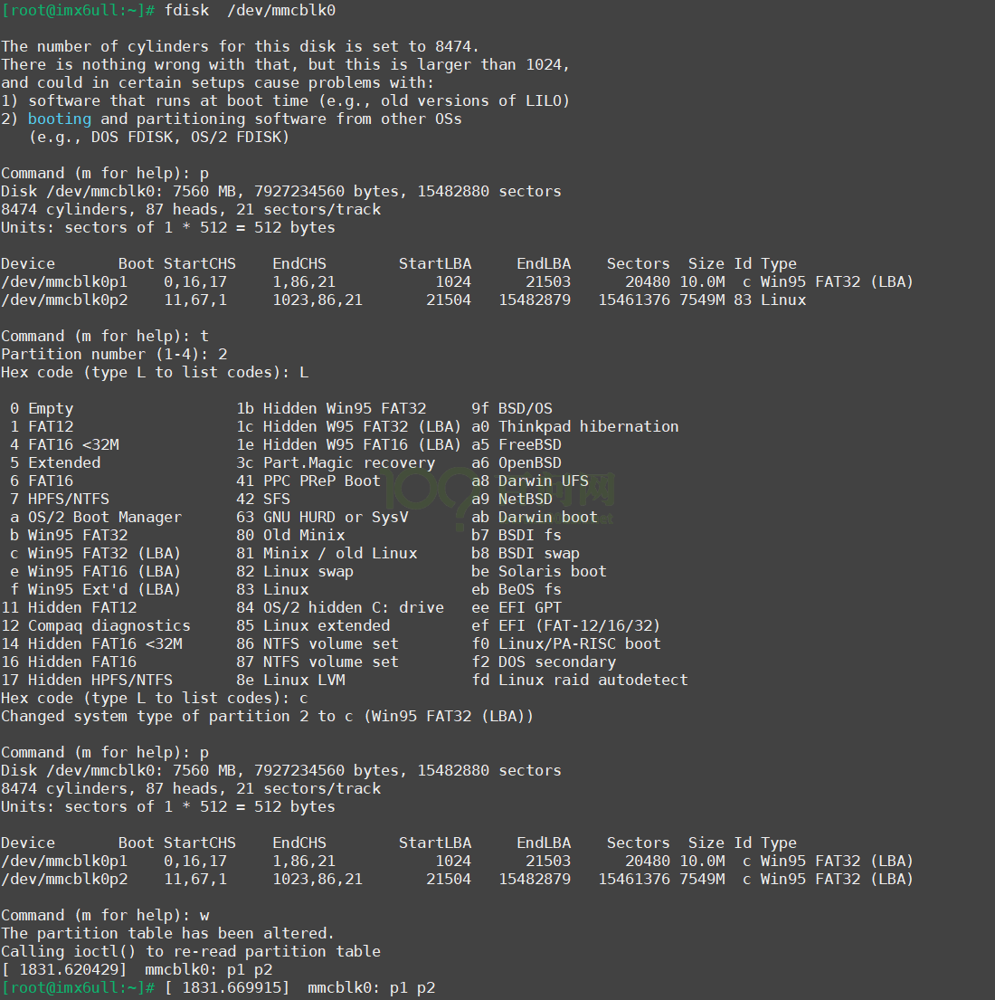 [root@imx6ull:~]# fdisk  /dev/mmcblk0

The number of cylinders for this disk is set to 8474.
There is nothing wrong with that, but this is larger than 1024,
and could in certain setups cause problems with:
1) software that runs at boot time (e.g., old versions of LILO)
2) booting and partitioning software from other OSs
   (e.g., DOS FDISK, OS/2 FDISK)

Command (m for help): p
Disk /dev/mmcblk0: 7560 MB, 7927234560 bytes, 15482880 sectors
8474 cylinders, 87 heads, 21 sectors/track
Units: sectors of 1 * 512 = 512 bytes

Device       Boot StartCHS    EndCHS        StartLBA     EndLBA    Sectors  Size Id Type
/dev/mmcblk0p1    0,16,17     1,86,21           1024      21503      20480 10.0M  c Win95 FAT32 (LBA)
/dev/mmcblk0p2    11,67,1     1023,86,21       21504   15482879   15461376 7549M 83 Linux

Command (m for help): t
Partition number (1-4): 2
Hex code (type L to list codes): L

 0 Empty                  1b Hidden Win95 FAT32     9f BSD/OS
 1 FAT12                  1c Hidden W95 FAT32 (LBA) a0 Thinkpad hibernation
 4 FAT16 <32M             1e Hidden W95 FAT16 (LBA) a5 FreeBSD
 5 Extended               3c Part.Magic recovery    a6 OpenBSD
 6 FAT16                  41 PPC PReP Boot          a8 Darwin UFS
 7 HPFS/NTFS              42 SFS                    a9 NetBSD
 a OS/2 Boot Manager      63 GNU HURD or SysV       ab Darwin boot
 b Win95 FAT32            80 Old Minix              b7 BSDI fs
 c Win95 FAT32 (LBA)      81 Minix / old Linux      b8 BSDI swap
 e Win95 FAT16 (LBA)      82 Linux swap             be Solaris boot
 f Win95 Ext'd (LBA)      83 Linux                  eb BeOS fs
11 Hidden FAT12           84 OS/2 hidden C: drive   ee EFI GPT
12 Compaq diagnostics     85 Linux extended         ef EFI (FAT-12/16/32)
14 Hidden FAT16 <32M      86 NTFS volume set        f0 Linux/PA-RISC boot
16 Hidden FAT16           87 NTFS volume set        f2 DOS secondary
17 Hidden HPFS/NTFS       8e Linux LVM              fd Linux raid autodetect
Hex code (type L to list codes): c
Changed system type of partition 2 to c (Win95 FAT32 (LBA))

Command (m for help): p
Disk /dev/mmcblk0: 7560 MB, 7927234560 bytes, 15482880 sectors
8474 cylinders, 87 heads, 21 sectors/track
Units: sectors of 1 * 512 = 512 bytes

Device       Boot StartCHS    EndCHS        StartLBA     EndLBA    Sectors  Size Id Type
/dev/mmcblk0p1    0,16,17     1,86,21           1024      21503      20480 10.0M  c Win95 FAT32 (LBA)
/dev/mmcblk0p2    11,67,1     1023,86,21       21504   15482879   15461376 7549M  c Win95 FAT32 (LBA)

Command (m for help): w
The partition table has been altered.
Calling ioctl() to re-read partition table
[ 1831.620429]  mmcblk0: p1 p2
[root@imx6ull:~]# [ 1831.669915]  mmcblk0: p1 p2